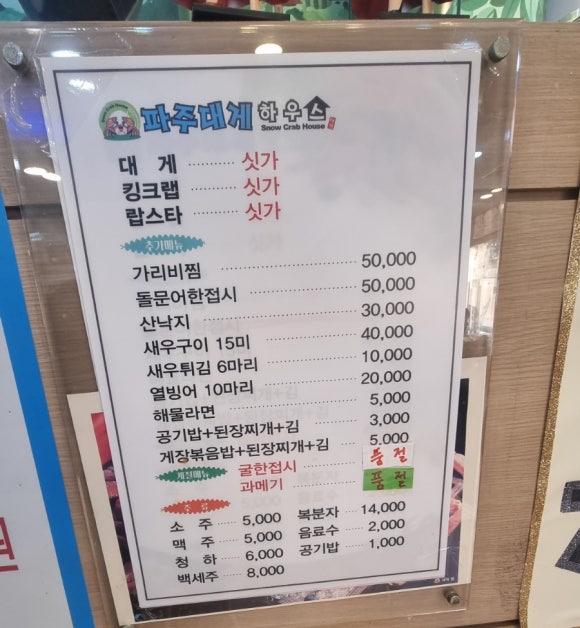 파주대게 하우스
Snow Crab House
대 게 ············ 싯가
킹크랩 ············ 싯가
랍스타 ············ 싯가
추가메뉴
가리비찜 ············ 50,000
돌문어한접시 ············ 50,000
산낙지 ············ 30,000
새우구이 15미 ············ 40,000
새우튀김 6마리 ············ 10,000
열빙어 10마리 ············ 20,000
해물라면 ············ 5,000
공기밥+된장찌개+김 ············ 3,000
게장볶음밥+된장찌개+김 ············ 5,000
계절메뉴 굴한접시 품절
과메기 품절
소 주 ····· 5,000 복분자 ··· 14,000
맥 주 ····· 5,000 음료수 ··· 2,000
청 하 ····· 6,000 공기밥 ··· 1,000
백세주 ····· 8,000